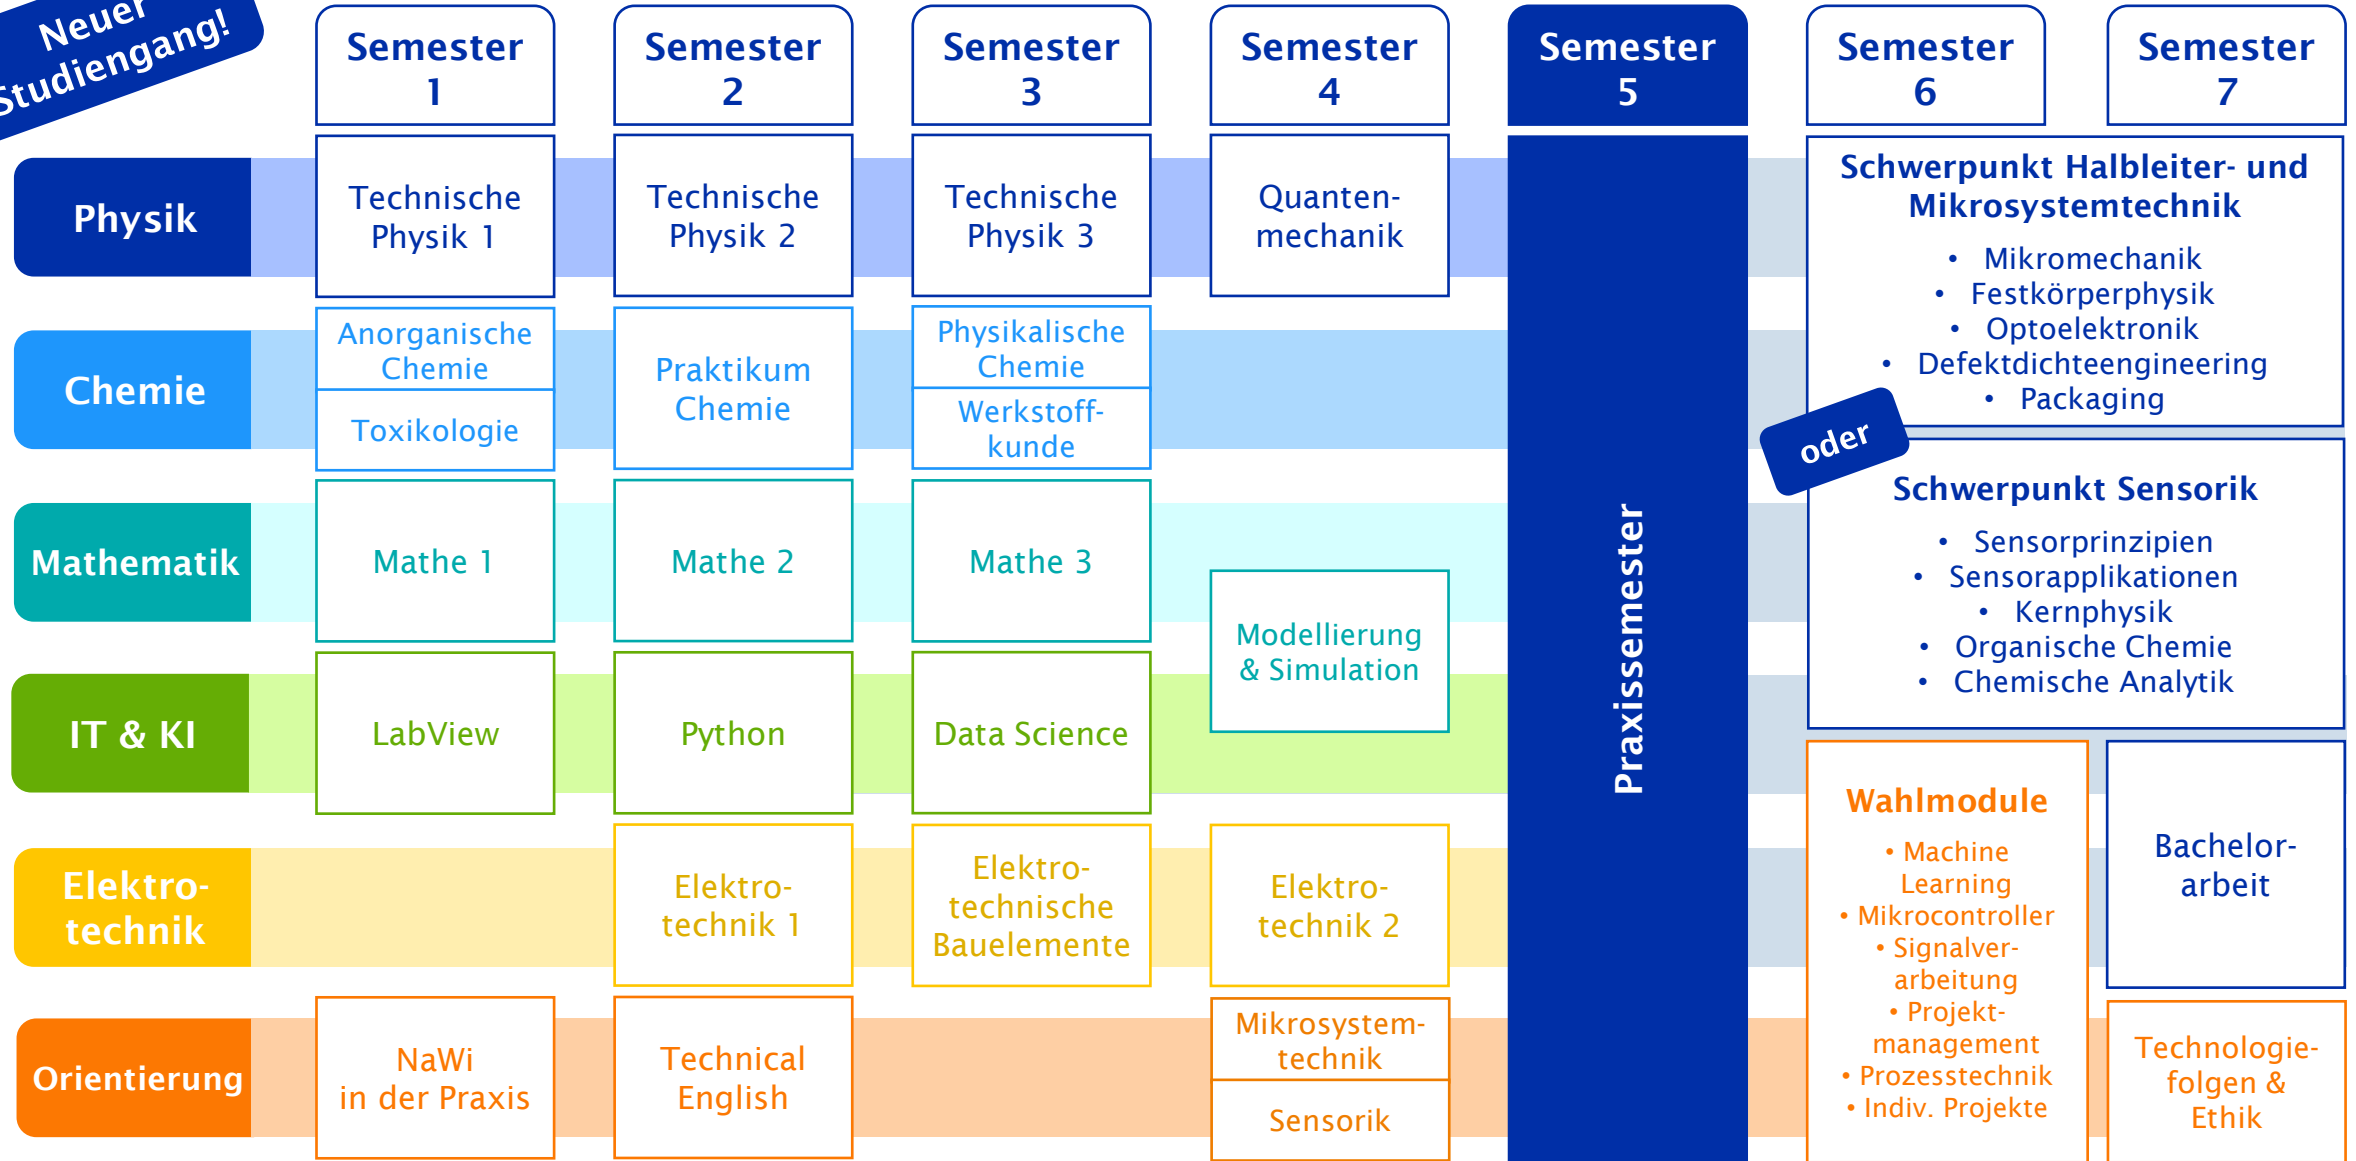 Neuer
Studiengang!
Semester
1
Semester
2
Semester
3
Semester
4
Semester
5
Semester
6
Semester
7
Physik
Technische
Physik 1
Technische
Physik 2
Technische
Physik 3
Quanten-
mechanik
Chemie
Anorganische
Chemie
Toxikologie
Praktikum
Chemie
Physikalische
Chemie
Werkstoff-
kunde
Mathematik
Mathe 1
Mathe 2
Mathe 3
Modellierung
& Simulation
IT & KI
LabView
Python
Data Science
Elektro-
technik
Elektro-
technik 1
Elektro-
technische
Bauelemente
Elektro-
technik 2
Orientierung
NaWi
in der Praxis
Technical
English
Mikrosystem-
technik
Sensorik
Praxissemester
Schwerpunkt Halbleiter- und
Mikrosystemtechnik
• Mikromechanik
• Festkörperphysik
• Optoelektronik
• Defektdichteengineering
• Packaging
oder
Schwerpunkt Sensorik
• Sensorprinzipien
• Sensorapplikationen
• Kernphysik
• Organische Chemie
• Chemische Analytik
Wahlmodule
• Machine
Learning
• Mikrocontroller
• Signalver-
arbeitung
• Projekt-
management
• Prozesstechnik
• Indiv. Projekte
Bachelor-
arbeit
Technologie-
folgen &
Ethik